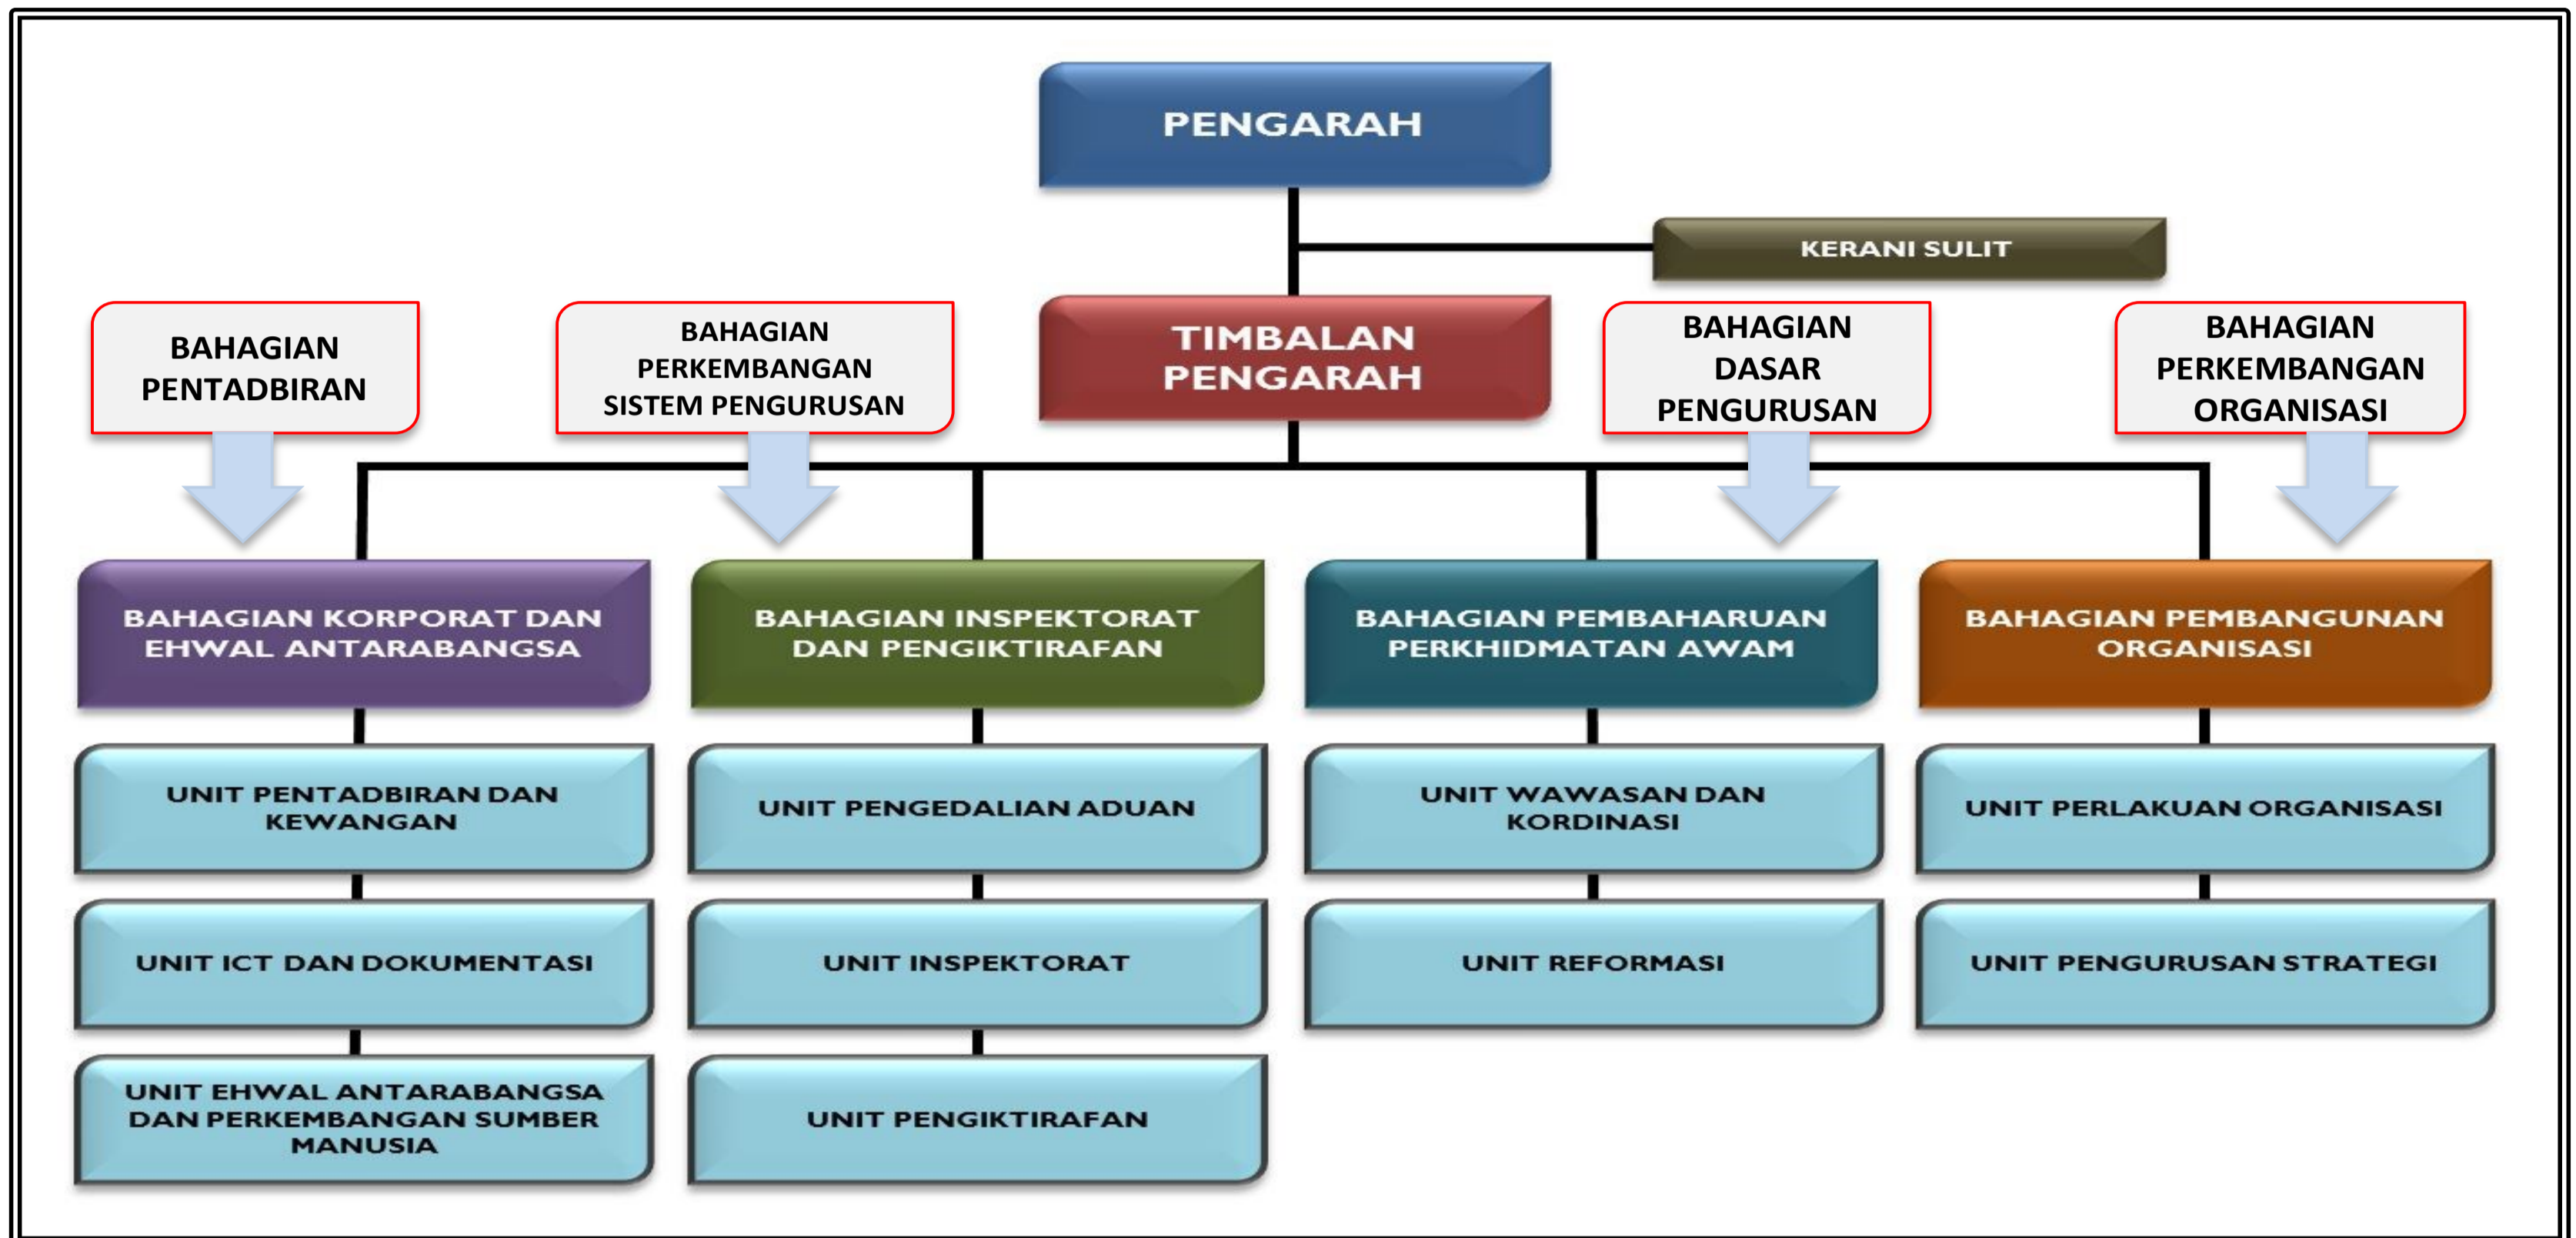 PENGARAH
KERANI SULIT
TIMBALAN
PENGARAH
BAHAGIAN
PENTADBIRAN
BAHAGIAN
PERKEMBANGAN
SISTEM PENGURUSAN
BAHAGIAN
DASAR
PENGURUSAN
BAHAGIAN
PERKEMBANGAN
ORGANISASI
BAHAGIAN KORPORAT DAN
EHWAL ANTARABANGSA
BAHAGIAN INSPEKTORAT
DAN PENGIKTIRAFAN
BAHAGIAN PEMBAHARUAN
PERKHIDMATAN AWAM
BAHAGIAN PEMBANGUNAN
ORGANISASI
UNIT PENTADBIRAN DAN
KEWANGAN
UNIT PENGEDALIAN ADUAN
UNIT WAWASAN DAN
KORDINASI
UNIT PERLAKUAN ORGANISASI
UNIT ICT DAN DOKUMENTASI
UNIT INSPEKTORAT
UNIT REFORMASI
UNIT PENGURUSAN STRATEGI
UNIT EHWAL ANTARABANGSA
DAN PERKEMBANGAN SUMBER
MANUSIA
UNIT PENGIKTIRAFAN